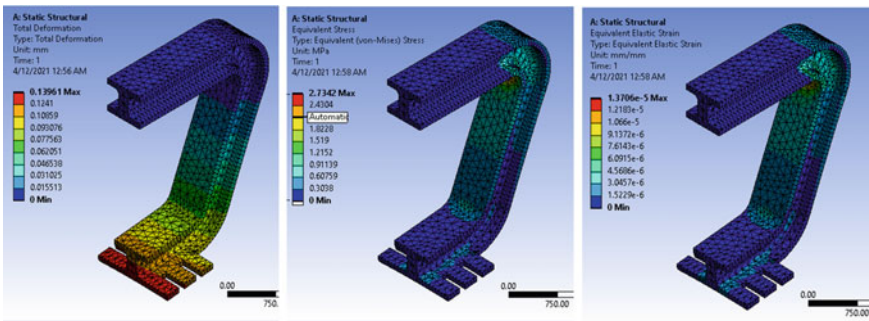 A: Static Structural
Total Deformation
Type: Total Deformation
Unit: mm
Time: 1
4/12/2021 12:56 AM
0.13961 Max
0.1241
0.10859
0.093076
0.077563
0.062051
0.046538
0.031025
0.015513
0 Min
0.00
750.
A: Static Structural
Equivalent Stress
Type: Equivalent (von-Mises) Stress
Unit: MPa
Time: 1
4/12/2021 12:58 AM
2.7342 Max
2.4304
Automatic
1.8228
1.519
1.2152
0.91139
0.60759
0.3038
0 Min
0.00
750.
A: Static Structural
Equivalent Elastic Strain
Type: Equivalent Elastic Strain
Unit: mm/mm
Time: 1
4/12/2021 12:58 AM
1.3706e-5 Max
1.2183e-5
1.066e-5
9.1372e-6
7.6143e-6
6.0915e-6
4.5686e-6
3.0457e-6
1.5229e-6
0 Min
0.00
750.00